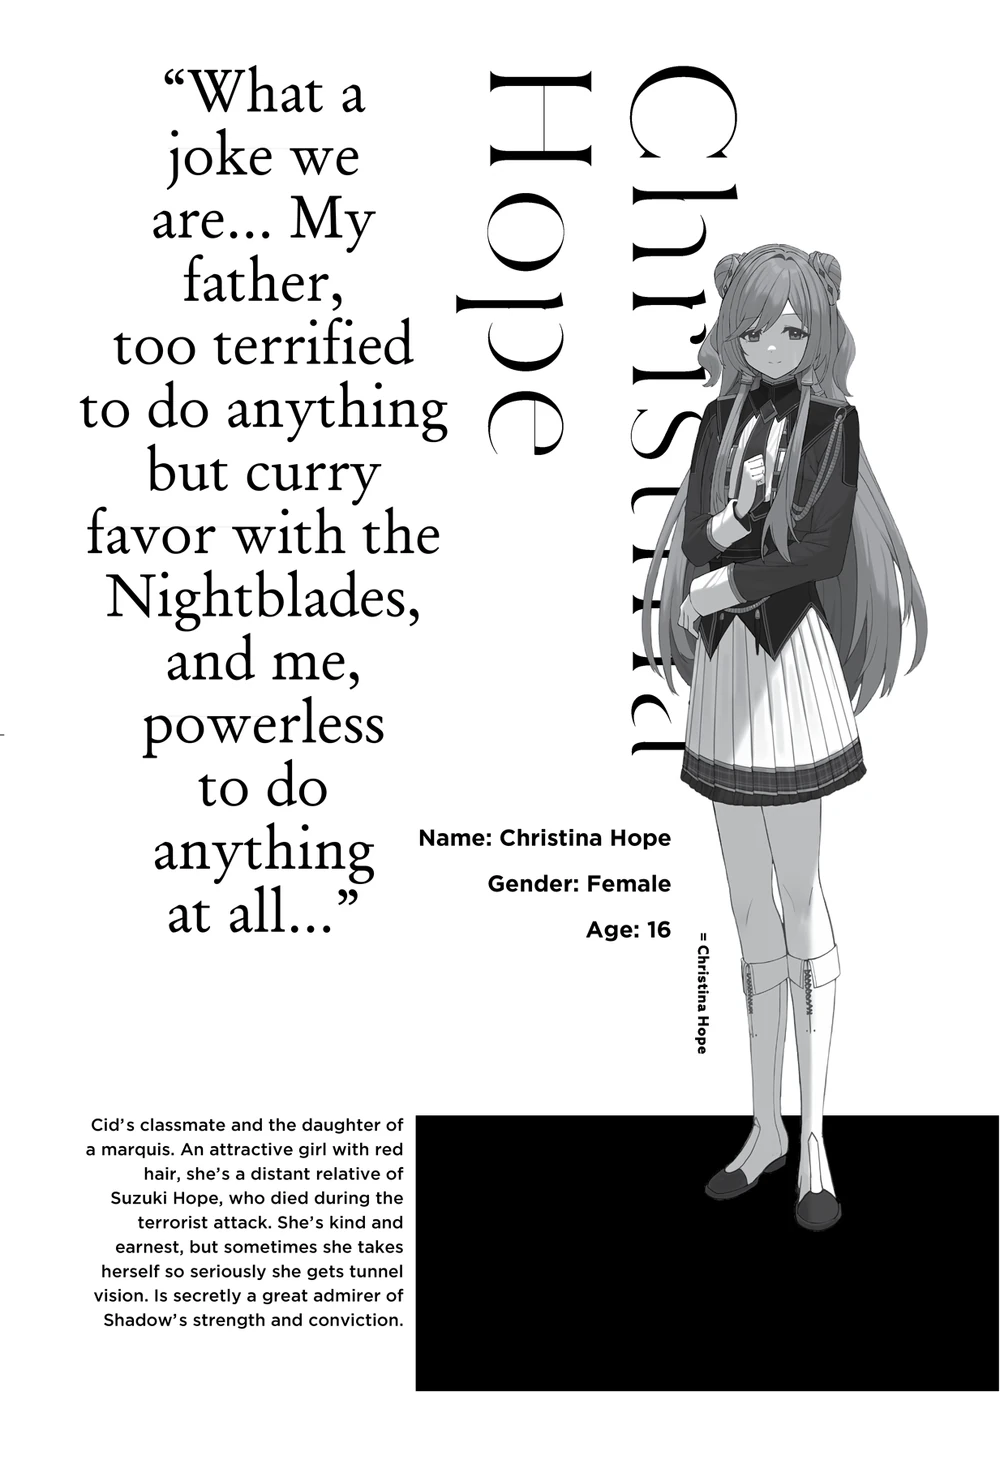 “What a
joke we
are... My
father,
too terrified
to do anything
but curry
favor with the
Nightblades,
and me,
powerless
to do
anything
at all...”
Christina
Hope
Name: Christina Hope
Gender: Female
Age: 16
= Christina Hope
Cid’s classmate and the daughter of
a marquis. An attractive girl with red
hair, she’s a distant relative of
Suzuki Hope, who died during the
terrorist attack. She’s kind and
earnest, but sometimes she takes
herself so seriously she gets tunnel
vision. Is secretly a great admirer of
Shadow’s strength and conviction.